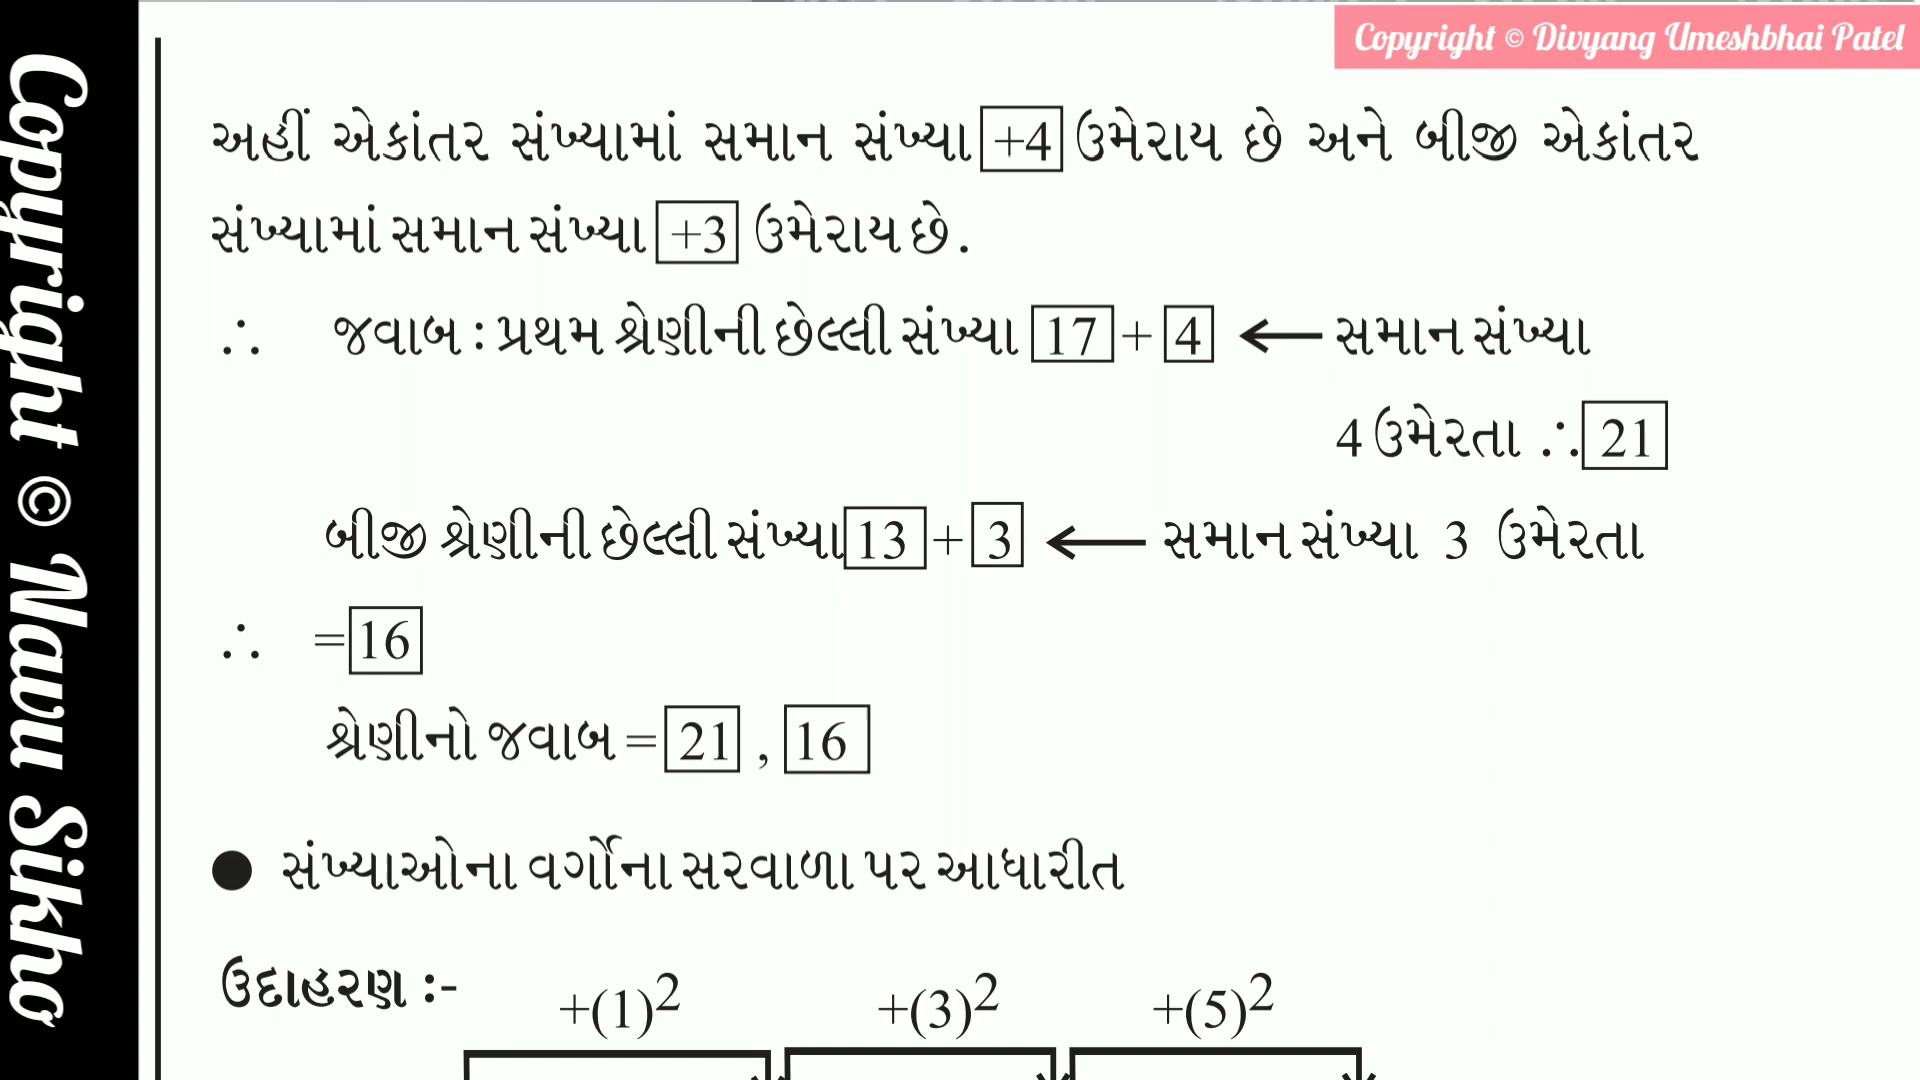 Copyright © Divyang Umeshbhai Patel
Copyright © Navu Sikho
અહીં એકાંતર સંખ્યામાં સમાન સંખ્યા +4 ઉમેરાય છે અને બીજી એકાંતર
સંખ્યામાં સમાન સંખ્યા +3 ઉમેરાય છે.
∴ જવાબ : પ્રથમ શ્રેણીની છેલ્લી સંખ્યા 17 + 4 ← સમાન સંખ્યા
4 ઉમેરતા ∴ 21
બીજી શ્રેણીની છેલ્લી સંખ્યા 13 + 3 ← સમાન સંખ્યા 3 ઉમેરતા
∴ = 16
શ્રેણીનો જવાબ = 21 , 16
● સંખ્યાઓના વર્ગોના સરવાળા પર આધારીત
ઉદાહરણ :-
+(1)² +(3)² +(5)²